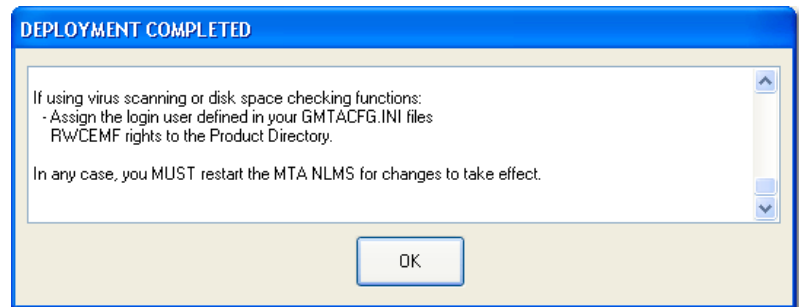 DEPLOYMENT COMPLETED
If using virus scanning or disk space checking functions:
- Assign the login user defined in your GMTACFG.INI files
RWCEMF rights to the Product Directory.
In any case, you MUST restart the MTA NLMS for changes to take effect.
OK